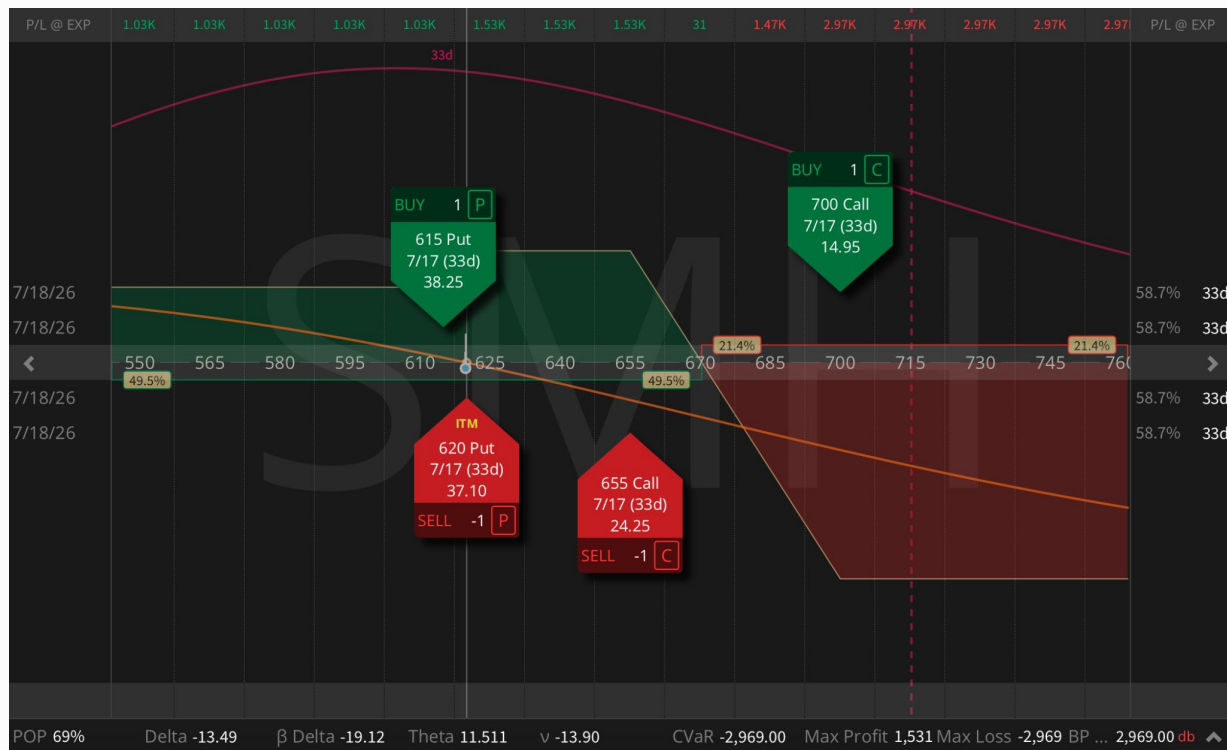 P/L @ EXP 1.03K 1.03K 1.03K 1.03K 1.03K 1.53K 1.53K 1.53K 31 1.47K 2.97K 2.97K 2.97K 2.97K 2.97 P/L @ EXP
33d
BUY 1 C
700 Call
7/17 (33d)
14.95
BUY 1 P
615 Put
7/17 (33d)
38.25
SMH
7/18/26 58.7% 33d
7/18/26 58.7% 33d
21.4% 21.4%
550 565 580 595 610 625 640 655 670 685 700 715 730 745 760
49.5% 49.5%
7/18/26 58.7% 33d
7/18/26 58.7% 33d
ITM
620 Put
7/17 (33d)
37.10
SELL -1 P
655 Call
7/17 (33d)
24.25
SELL -1 C
POP 69% Delta -13.49 β Delta -19.12 Theta 11.511 ν -13.90 CVaR -2,969.00 Max Profit 1,531 Max Loss -2,969 BP ... 2,969.00 db